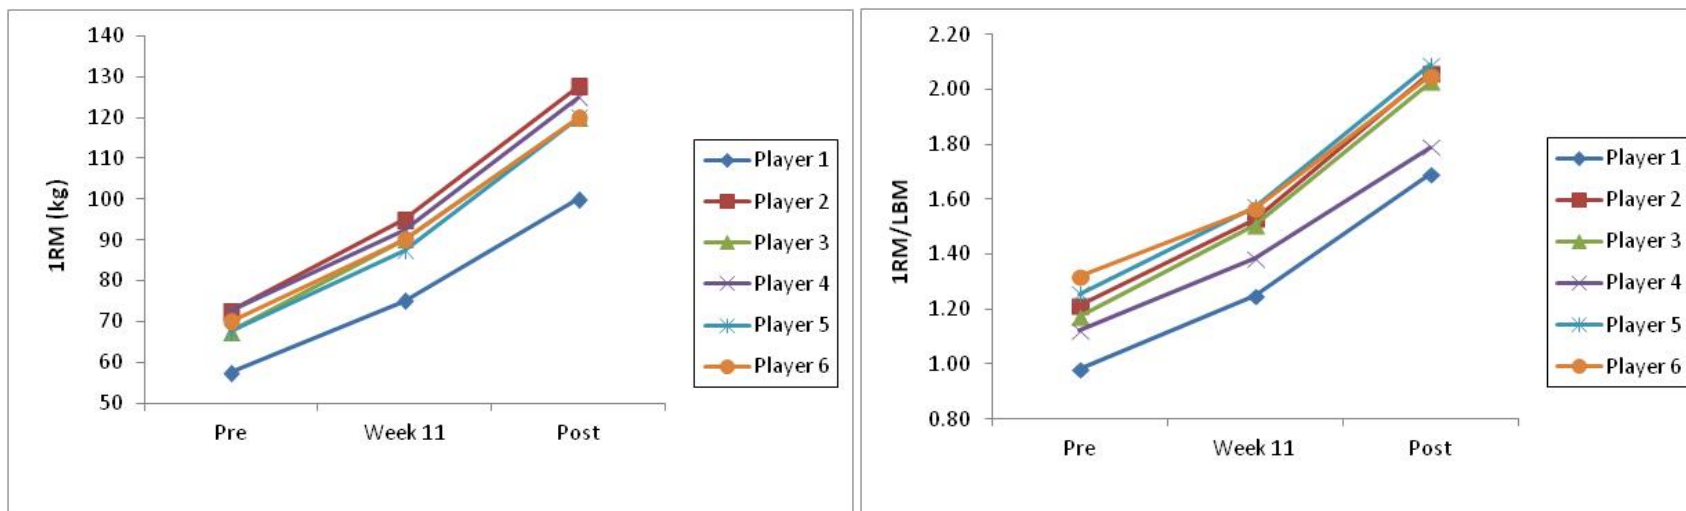 140
130
120
110
100
90
80
70
60
50
1RM (kg)
Pre
Week 11
Post
Player 1
Player 2
Player 3
Player 4
Player 5
Player 6
2.20
2.00
1.80
1.60
1.40
1.20
1.00
0.80
1RM/LBM
Pre
Week 11
Post
Player 1
Player 2
Player 3
Player 4
Player 5
Player 6